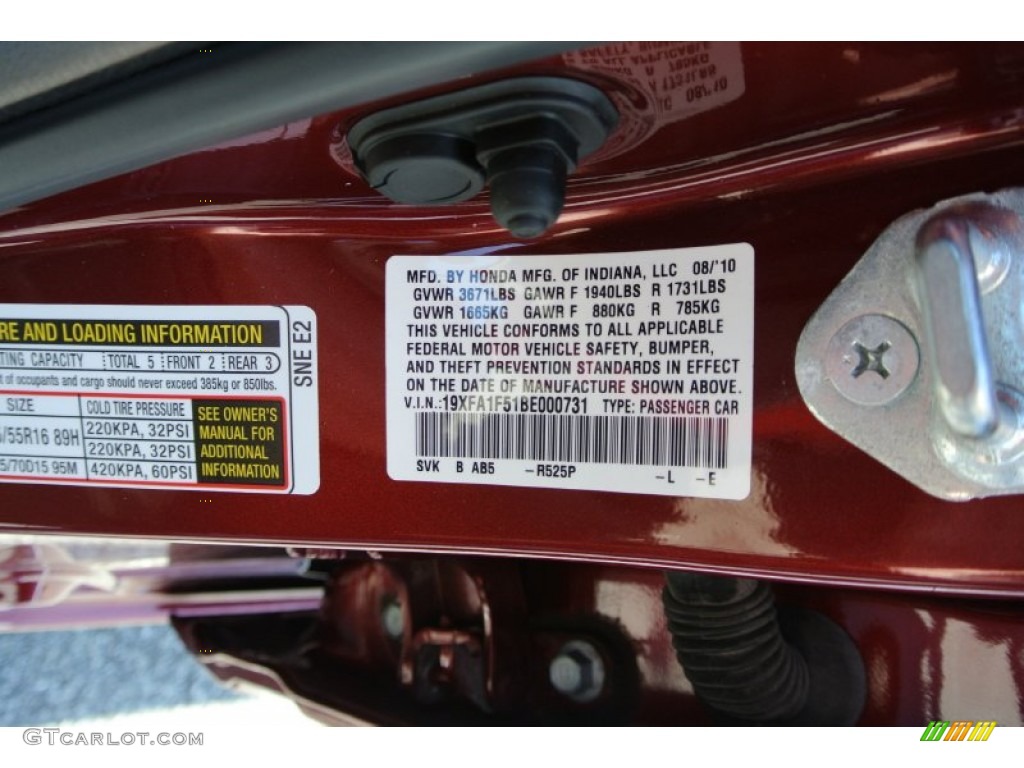 MFD. BY HONDA MFG. OF INDIANA, LLC 08/'10
GVWR 3671LBS GAWR F 1940LBS R 1731LBS
GVWR 1665KG GAWR F 880KG R 785KG
THIS VEHICLE CONFORMS TO ALL APPLICABLE
FEDERAL MOTOR VEHICLE SAFETY, BUMPER,
AND THEFT PREVENTION STANDARDS IN EFFECT
ON THE DATE OF MANUFACTURE SHOWN ABOVE.
V.I.N.:19XFA1F51BE000731 TYPE: PASSENGER CAR
SVK B AB5 -R525P -L -E
RE AND LOADING INFORMATION
TING CAPACITY TOTAL 5 FRONT 2 REAR 3
t of occupants and cargo should never exceed 385kg or 850lbs.
SIZE COLD TIRE PRESSURE
/55R16 89H 220KPA, 32PSI
220KPA, 32PSI
5/70D15 95M 420KPA, 60PSI
SEE OWNER'S
MANUAL FOR
ADDITIONAL
INFORMATION
SNE E2
GTCarLot.com